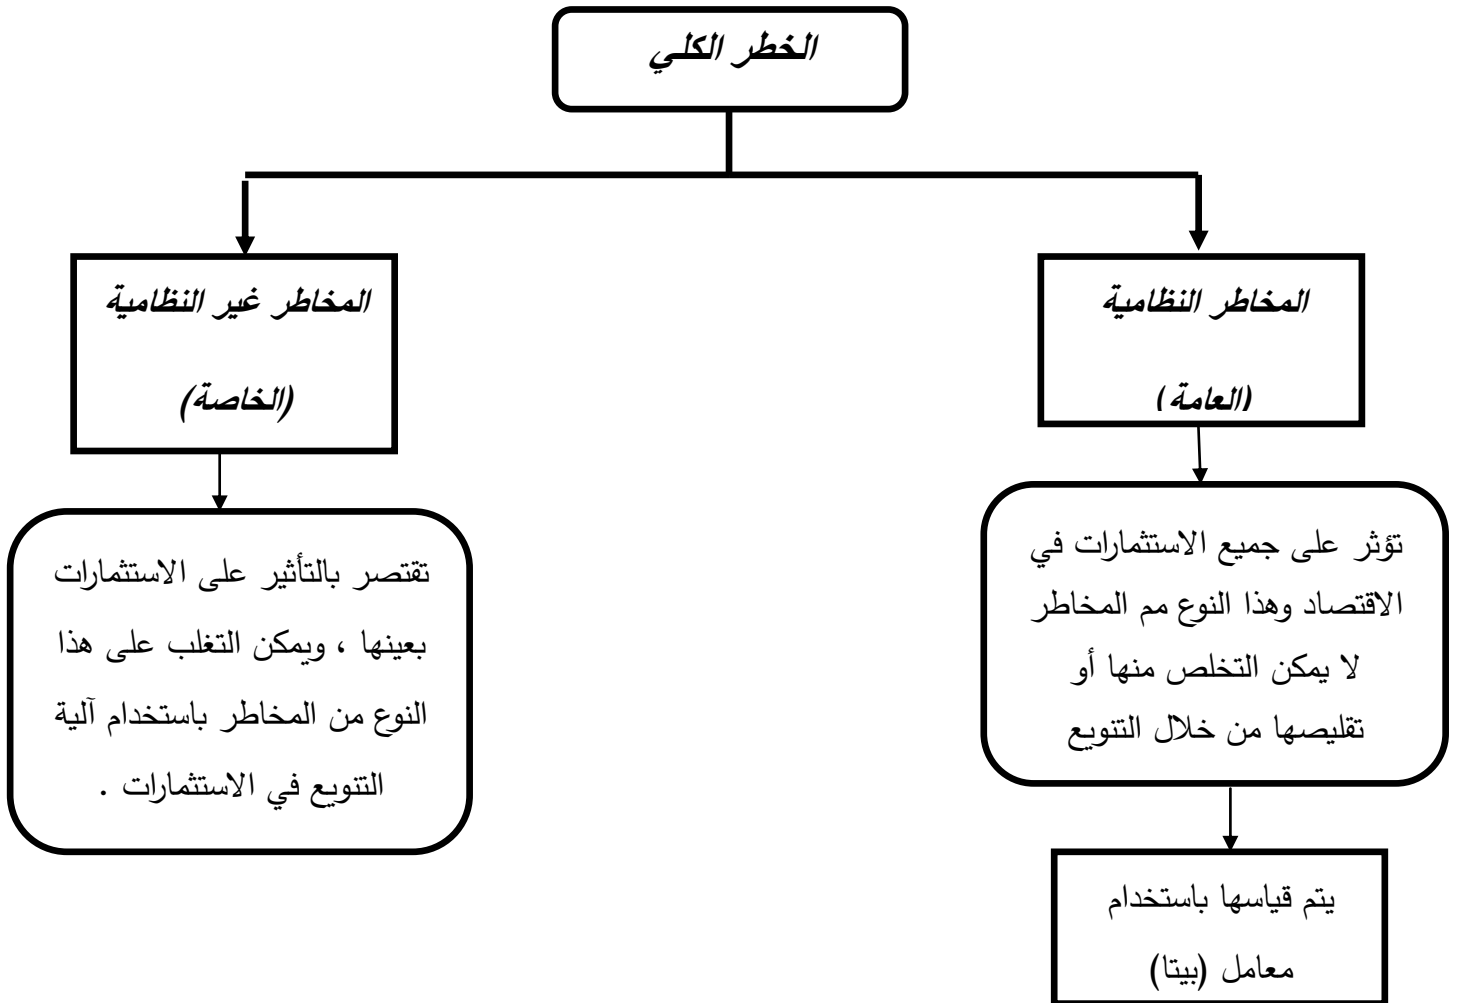 الخطر الكلي
المخاطر النظامية
(العامة)
المخاطر غير النظامية
(الخاصة)
تؤثر على جميع الاستثمارات في
الاقتصاد وهذا النوع مم المخاطر
لا يمكن التخلص منها أو
تقليصها من خلال التنويع
تقتصر بالتأثير على الاستثمارات
بعينها ، ويمكن التغلب على هذا
النوع من المخاطر باستخدام آلية
التنويع في الاستثمارات .
يتم قياسها باستخدام
معامل (بيتا)